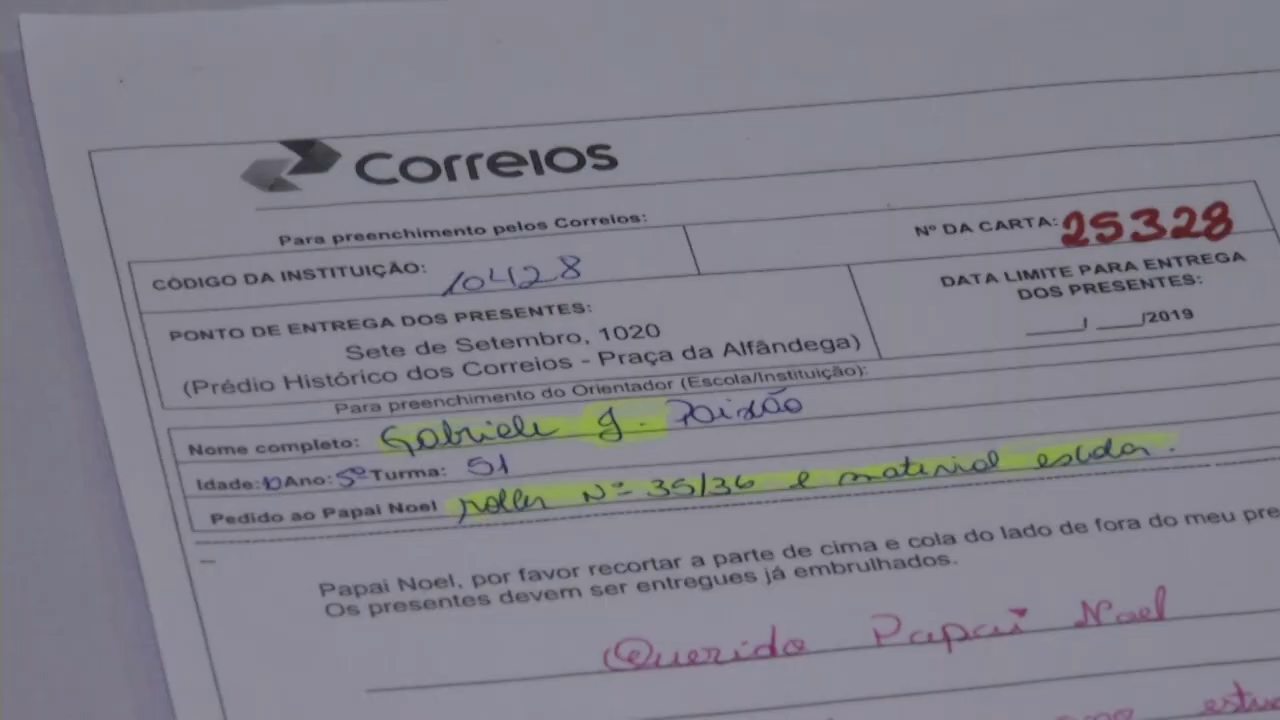 Correios
Para preenchimento pelos Correios:
Nº DA CARTA: 25328
CÓDIGO DA INSTITUIÇÃO: 10428
DATA LIMITE PARA ENTREGA
DOS PRESENTES:
___/ ___/2019
PONTO DE ENTREGA DOS PRESENTES:
Sete de Setembro, 1020
(Prédio Histórico dos Correios - Praça da Alfândega)
Para preenchimento do Orientador (Escola/Instituição):
Nome completo: Gabriele J. Paixão
Idade: 10 Ano: 5º Turma: 51
Pedido ao Papai Noel roller Nº 35/36 e material escolar.
Papai Noel, por favor recortar a parte de cima e cola do lado de fora do meu pre
Os presentes devem ser entregues já embrulhados.
Querido Papai Noel